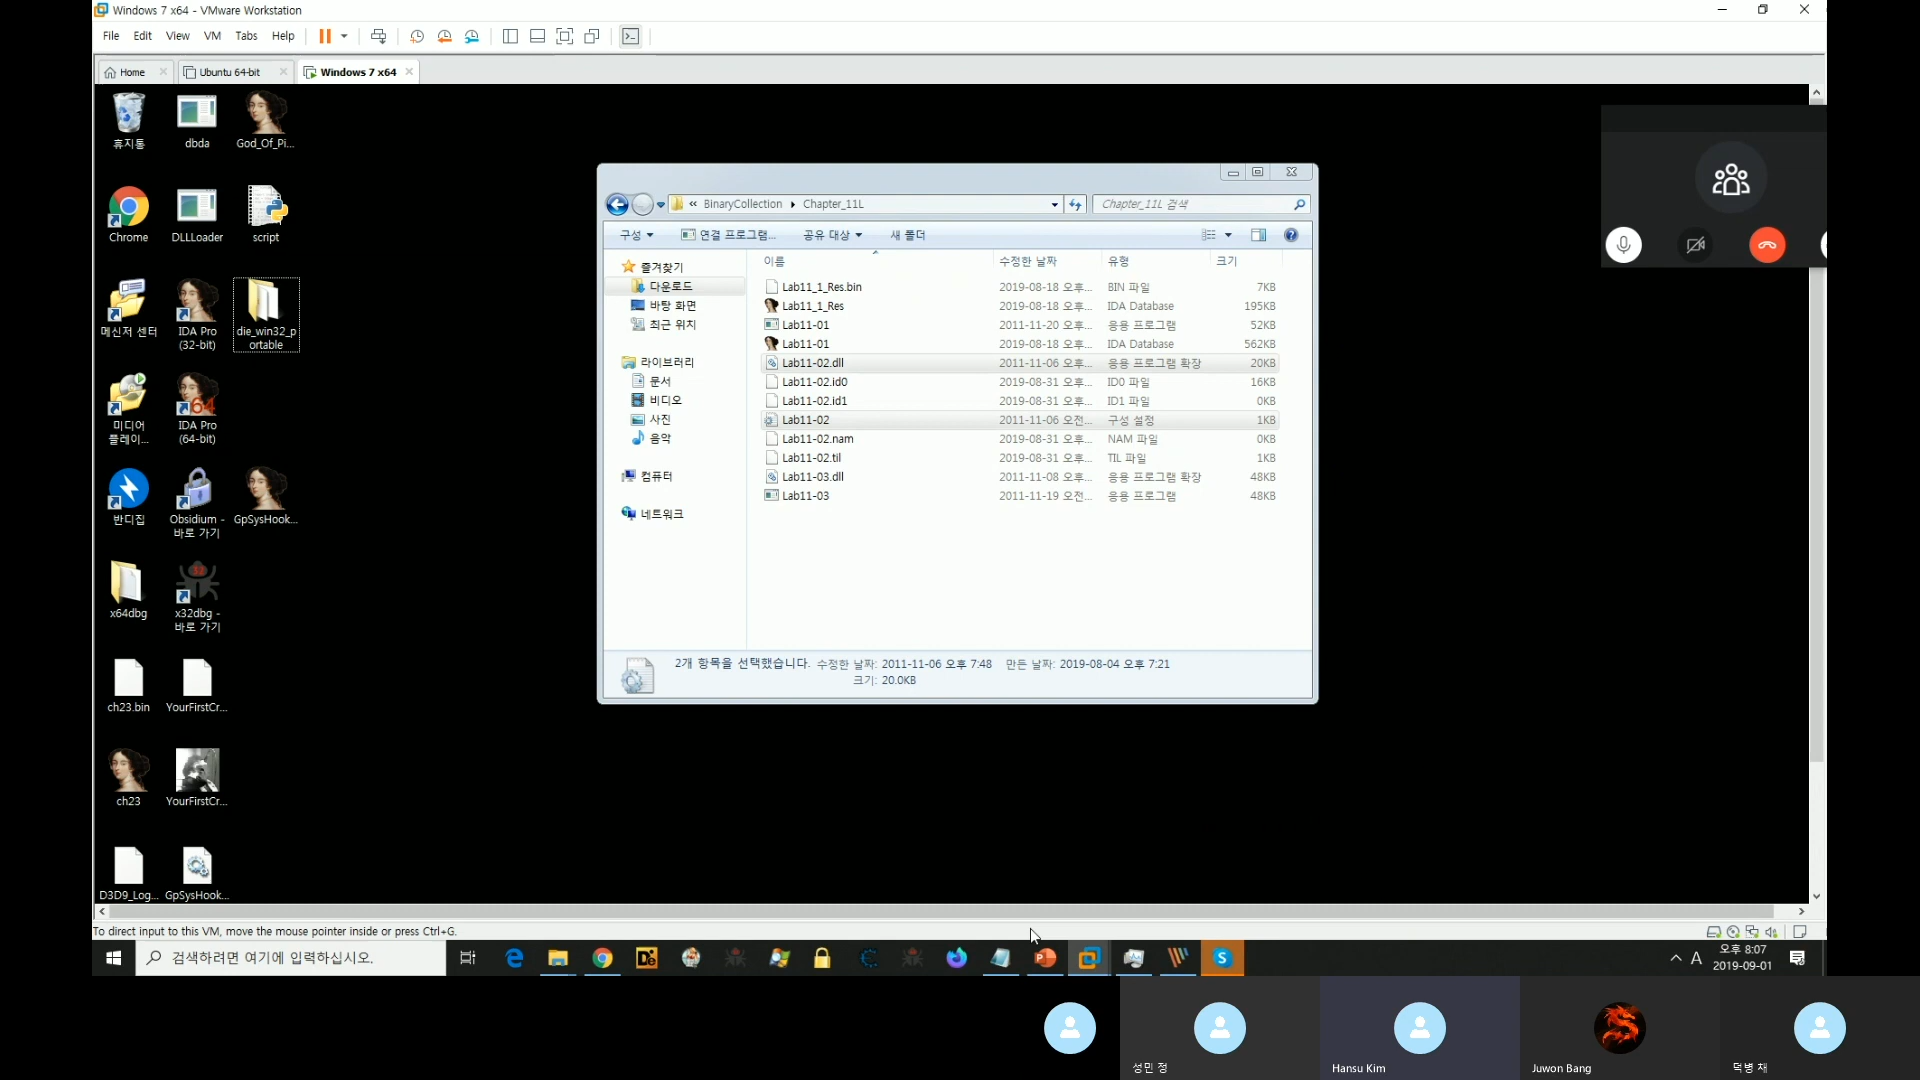 Windows 7 x64 - VMware Workstation
File Edit View VM Tabs Help
Home Ubuntu 64-bit Windows 7 x64
휴지통 dbda God_Of_Pi...
Chrome DLLLoader script
메신저 센터 IDA Pro (32-bit) die_win32_portable
미디어 플레이... IDA Pro (64-bit)
반디집 Obsidium - 바로 가기 GpSysHook...
x64dbg x32dbg - 바로 가기
ch23.bin YourFirstCr...
ch23 YourFirstCr...
D3D9_Log... GpSysHook...
« BinaryCollection Chapter_11L Chapter_11L 검색
구성 연결 프로그램... 공유 대상 새 폴더
즐겨찾기
다운로드
바탕 화면
최근 위치
라이브러리
문서
비디오
사진
음악
컴퓨터
네트워크
이름 수정한 날짜 유형 크기
Lab11_1_Res.bin 2019-08-18 오후... BIN 파일 7KB
Lab11_1_Res 2019-08-18 오후... IDA Database 195KB
Lab11-01 2011-11-20 오후... 응용 프로그램 52KB
Lab11-01 2019-08-18 오후... IDA Database 562KB
Lab11-02.dll 2011-11-06 오후... 응용 프로그램 확장 20KB
Lab11-02.id0 2019-08-31 오후... ID0 파일 16KB
Lab11-02.id1 2019-08-31 오후... ID1 파일 0KB
Lab11-02 2011-11-06 오전... 구성 설정 1KB
Lab11-02.nam 2019-08-31 오후... NAM 파일 0KB
Lab11-02.til 2019-08-31 오후... TIL 파일 1KB
Lab11-03.dll 2011-11-08 오후... 응용 프로그램 확장 48KB
Lab11-03 2011-11-19 오전... 응용 프로그램 48KB
2개 항목을 선택했습니다. 수정한 날짜: 2011-11-06 오후 7:48 만든 날짜: 2019-08-04 오후 7:21
크기: 20.0KB
To direct input to this VM, move the mouse pointer inside or press Ctrl+G.
검색하려면 여기에 입력하십시오.
A 오후 8:07
2019-09-01
성민 정 Hansu Kim Juwon Bang 덕병 채